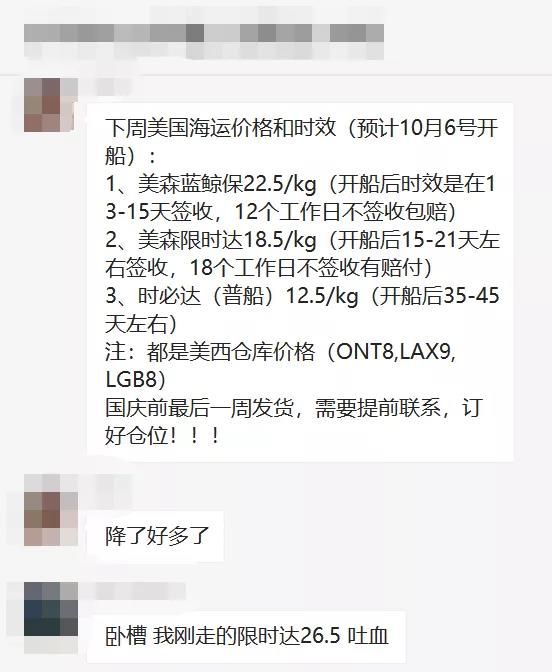 下周美国海运价格和时效（预计10月6号开
船）：
1、美森蓝鲸保22.5/kg（开船后时效是在1
3-15天签收，12个工作日不签收包赔）
2、美森限时达18.5/kg（开船后15-21天左
右签收，18个工作日不签收有赔付）
3、时必达（普船）12.5/kg（开船后35-45
天左右）
注：都是美西仓库价格（ONT8,LAX9,
LGB8）
国庆前最后一周发货，需要提前联系，订
好仓位！！！
降了好多了
卧槽 我刚走的限时达26.5 吐血